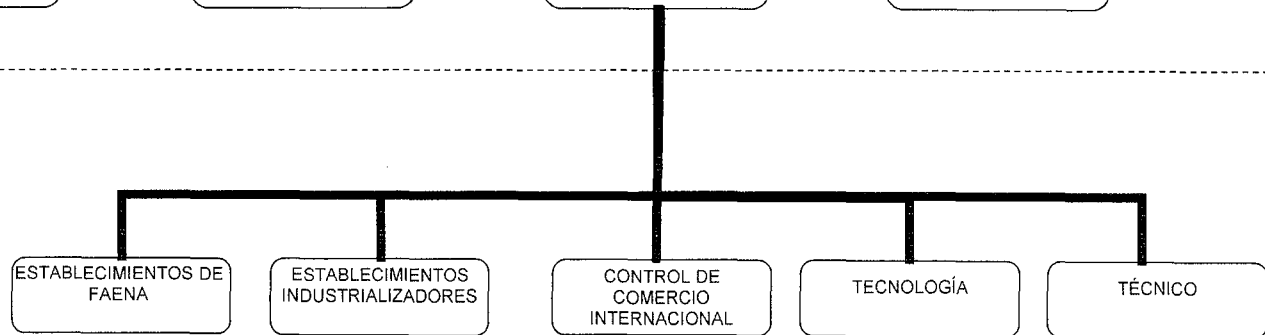 ESTABLECIMIENTOS DE
FAENA
ESTABLECIMIENTOS
INDUSTRIALIZADORES
CONTROL DE
COMERCIO
INTERNACIONAL
TECNOLOGÍA
TÉCNICO